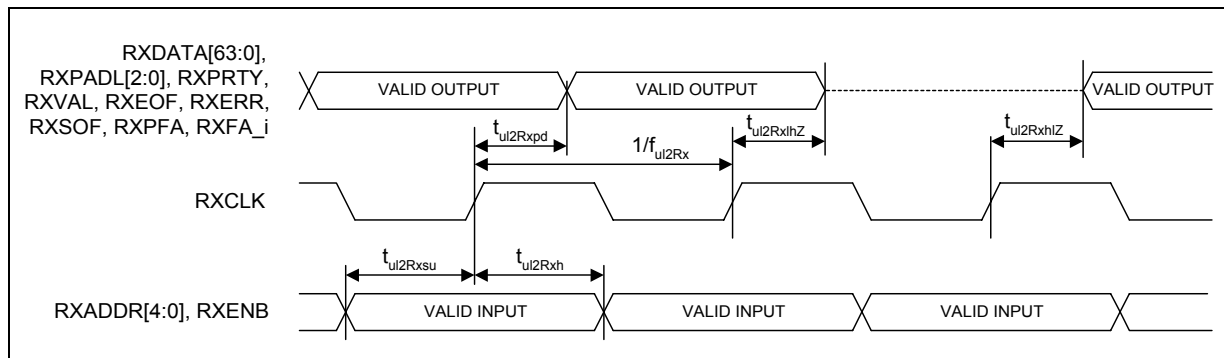 RXDATA[63:0],
RXPADL[2:0], RXPRTY,
RXVAL, RXEOF, RXERR,
RXSOF, RXPFA, RXFA_i
VALID OUTPUT
VALID OUTPUT
VALID OUTPUT
tul2Rxpd
1/ful2Rx
tul2RxlhZ
tul2RxhlZ
RXCLK
tul2Rxsu
tul2Rxh
RXADDR[4:0], RXENB
VALID INPUT
VALID INPUT
VALID INPUT